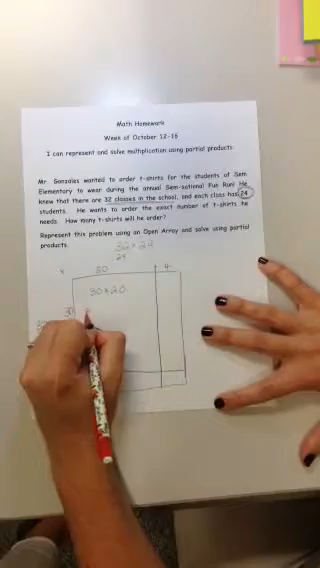 Math Homework
Week of October 12-16
I can represent and solve multiplication using partial products
Mr. Gonzales wanted to order t-shirts for the students of Sem
Elementary to wear during the annual Sem-sational Fun Run! He
knew that there are 32 classes in the school, and each class has 24
students. He wants to order the exact number of t-shirts he
needs. How many t-shirts will he order?
Represent this problem using an Open Array and solve using partial
products.
32 x 24
24
x 20 4
30 x 20
30